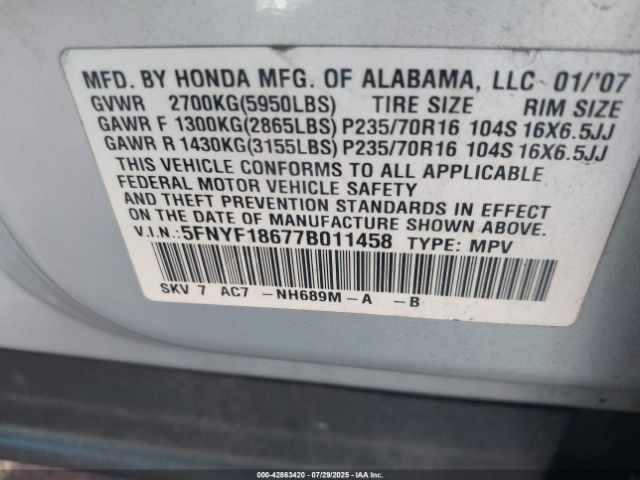 MFD. BY HONDA MFG. OF ALABAMA, LLC 01/'07
GVWR 2700KG(5950LBS) TIRE SIZE RIM SIZE
GAWR F 1300KG(2865LBS) P235/70R16 104S 16X6.5JJ
GAWR R 1430KG(3155LBS) P235/70R16 104S 16X6.5JJ
THIS VEHICLE CONFORMS TO ALL APPLICABLE
FEDERAL MOTOR VEHICLE SAFETY
AND THEFT PREVENTION STANDARDS IN EFFECT
ON THE DATE OF MANUFACTURE SHOWN ABOVE.
V.I.N.:5FNYF18677B011458 TYPE: MPV
SKV 7 AC7 -NH689M-A -B
000-42863420 07/29/2025 IAAI.COM